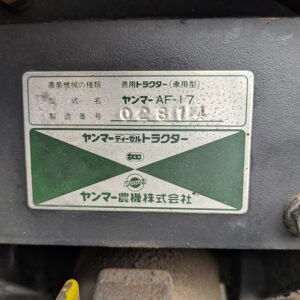 農業機械の種類 農用トラクター(乗用型)
型式名 ヤンマー AF-17
製造番号 02814
ヤンマーディーゼルトラクター
ヤンマー農機株式会社